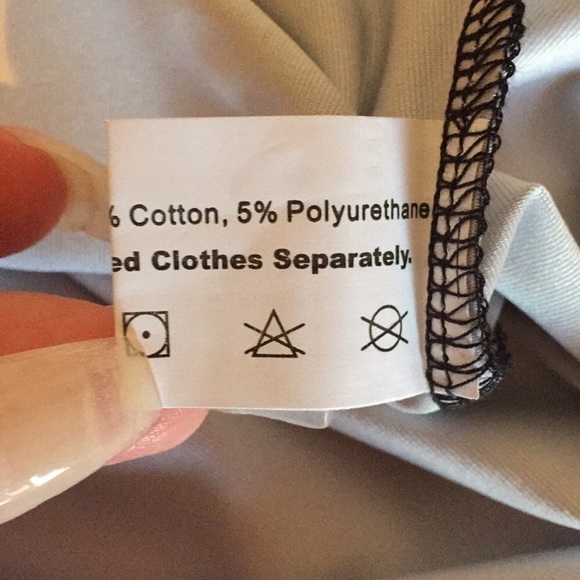 % Cotton, 5% Polyurethane
ed Clothes Separately.